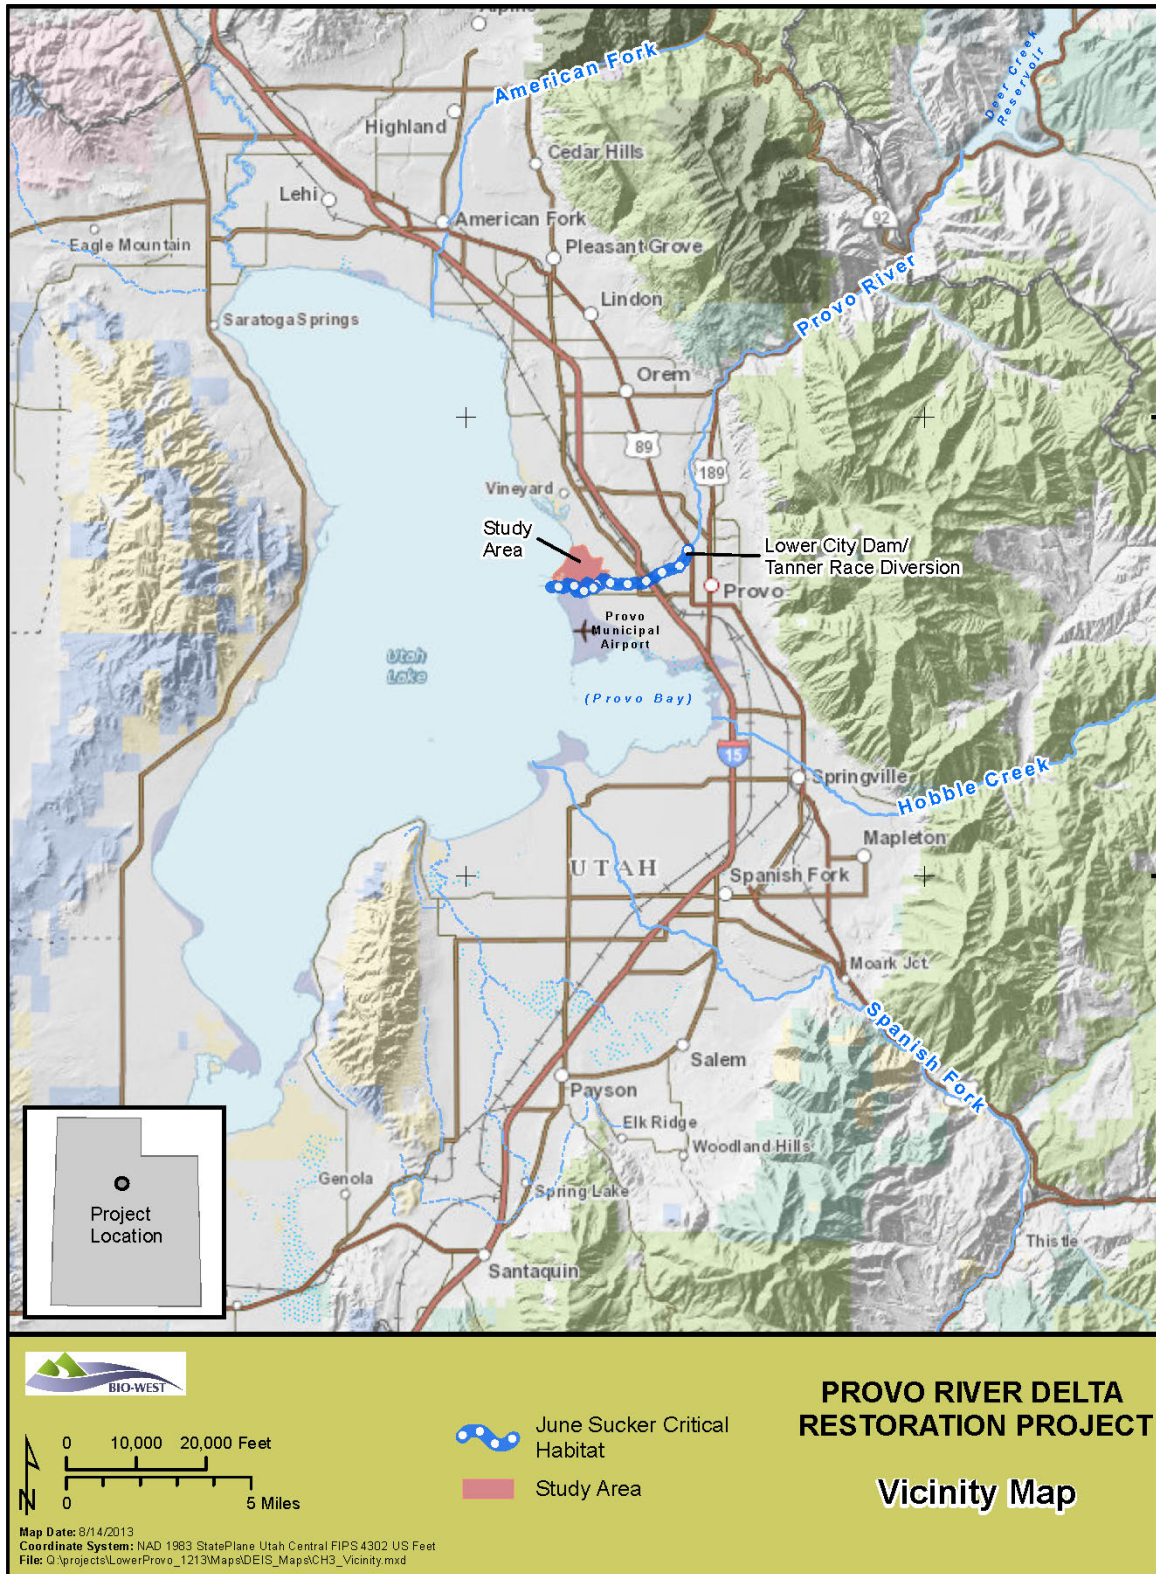 Alpine
American Fork
Deer Creek
Reservoir
Highland
Cedar Hills
Lehi
American Fork
92
Eagle Mountain
Pleasant Grove
Provo River
Lindon
Saratoga Springs
Orem
89
189
Vineyard
Study
Area
Lower City Dam/
Tanner Race Diversion
Provo
Provo
Municipal
Airport
Utah
Lake
(Provo Bay)
15
Springville
Hobble Creek
Mapleton
UTAH
Spanish Fork
Moark Jct.
Spanish Fork
Salem
Payson
Elk Ridge
Woodland Hills
Genola
Spring Lake
Project
Location
Thistle
Santaquin
BIO-WEST
0 10,000 20,000 Feet
0 5 Miles
N
June Sucker Critical
Habitat
Study Area
PROVO RIVER DELTA
RESTORATION PROJECT
Vicinity Map
Map Date: 8/14/2013
Coordinate System: NAD 1983 StatePlane Utah Central FIPS 4302 US Feet
File: Q:\projects\LowerProvo_1213\Maps\DEIS_Maps\CH3_Vicinity.mxd